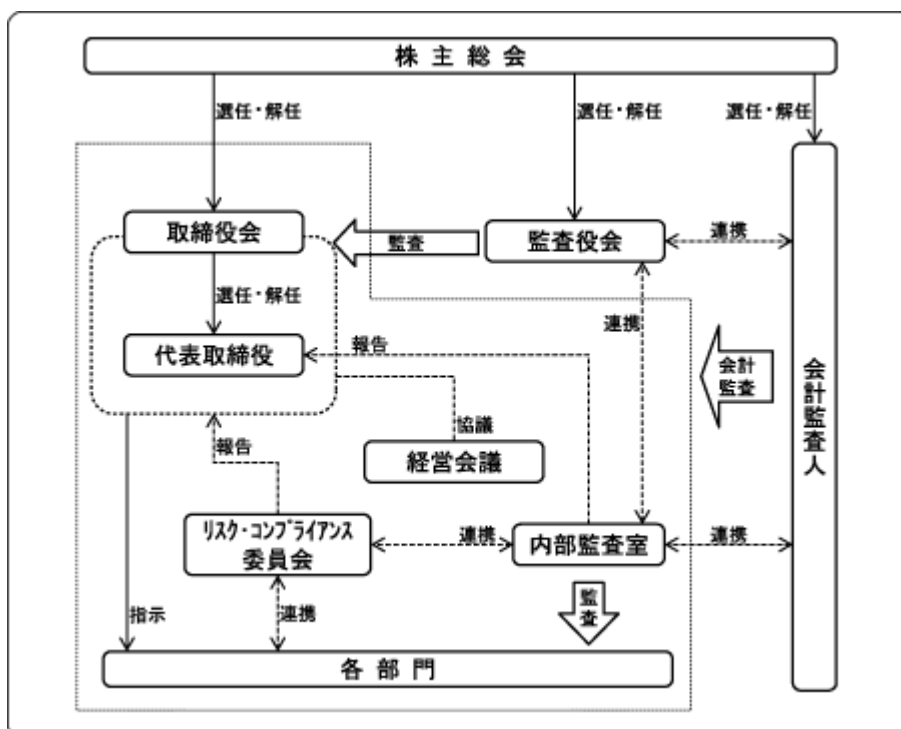 株主総会
選任・解任
選任・解任
選任・解任
取締役会
監査
監査役会
連携
選任・解任
連携
代表取締役
報告
会計
監査
会計監査人
協議
報告
経営会議
リスク・コンプライアンス
委員会
連携
内部監査室
連携
監査
指示
連携
各部門